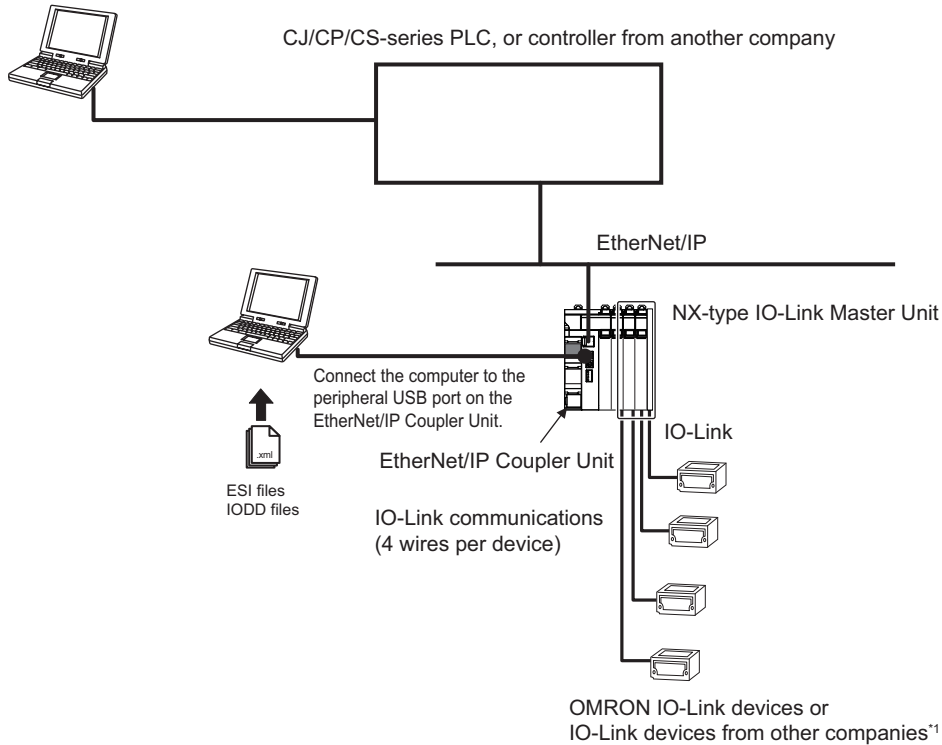 CJ/CP/CS-series PLC, or controller from another company
EtherNet/IP
NX-type IO-Link Master Unit
Connect the computer to the
peripheral USB port on the
EtherNet/IP Coupler Unit.
.xml
ESI files
IODD files
EtherNet/IP Coupler Unit
IO-Link
IO-Link communications
(4 wires per device)
OMRON IO-Link devices or
IO-Link devices from other companies*1